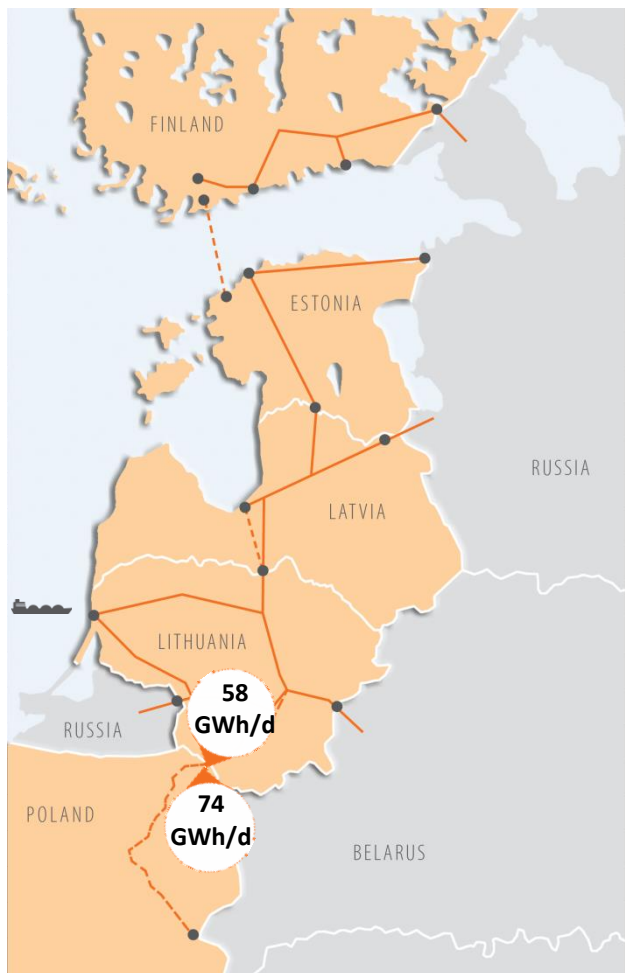 FINLAND
ESTONIA
RUSSIA
LATVIA
LITHUANIA
58
GWh/d
RUSSIA
74
GWh/d
POLAND
BELARUS